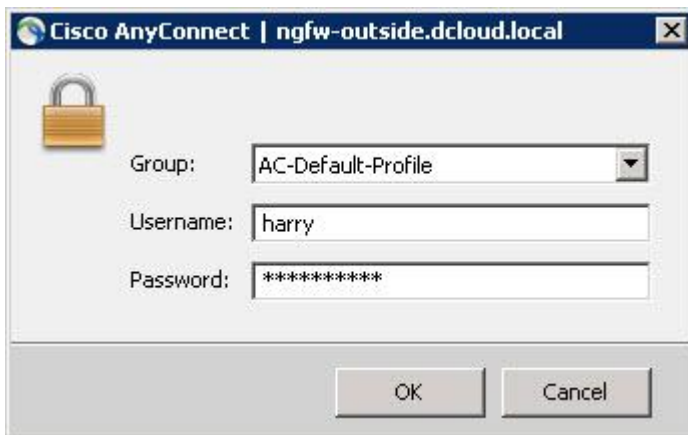 Cisco AnyConnect | ngfw-outside.dcloud.local
Group: AC-Default-Profile
Username: harry
Password: **********
OK Cancel